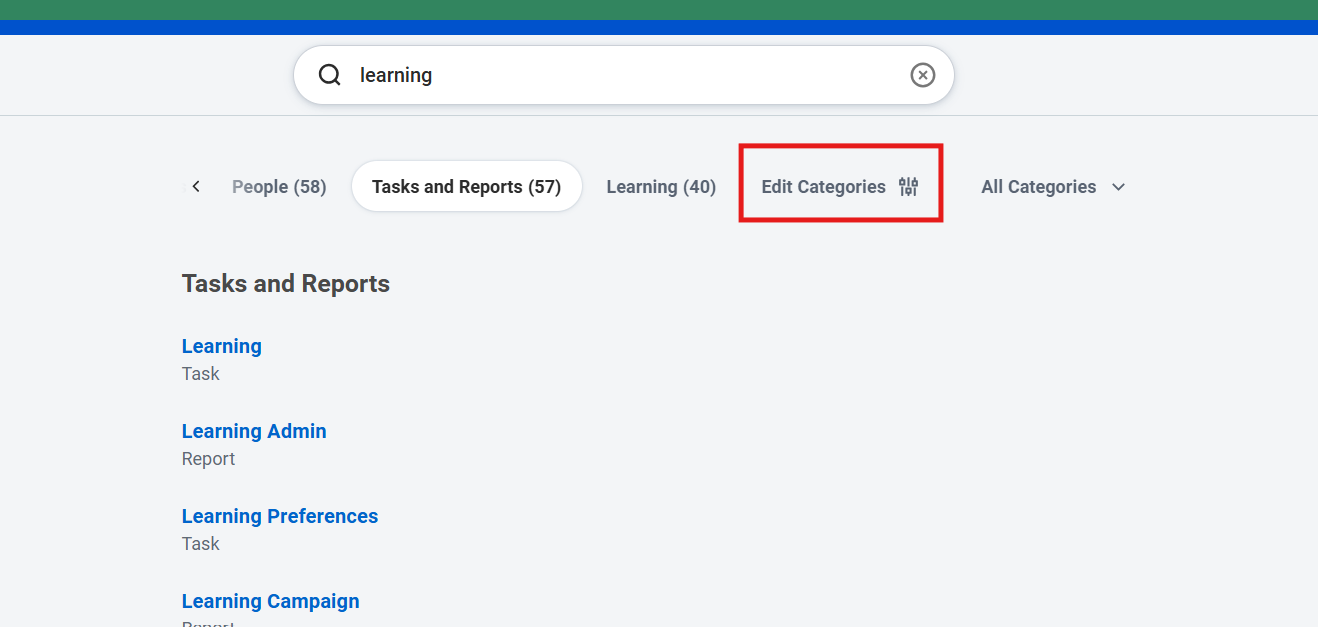 learning
People (58) Tasks and Reports (57) Learning (40) Edit Categories All Categories
Tasks and Reports
Learning
Task
Learning Admin
Report
Learning Preferences
Task
Learning Campaign
Report